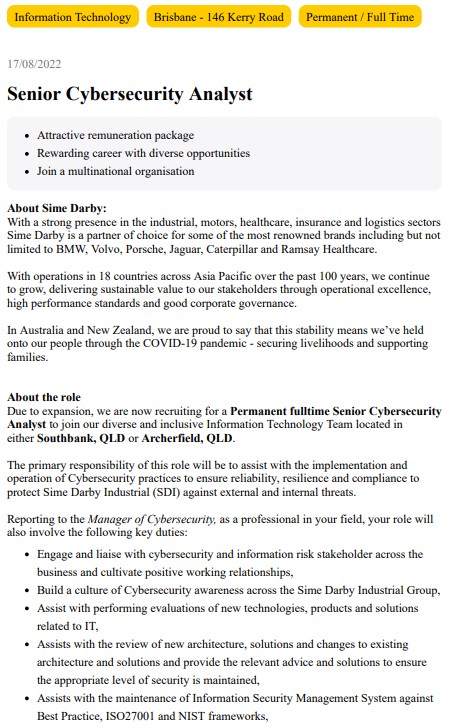 Information Technology
Brisbane - 146 Kerry Road
Permanent / Full Time
17/08/2022
Senior Cybersecurity Analyst
• Attractive remuneration package
• Rewarding career with diverse opportunities
• Join a multinational organisation
About Sime Darby:
With a strong presence in the industrial, motors, healthcare, insurance and logistics sectors
Sime Darby is a partner of choice for some of the most renowned brands including but not
limited to BMW, Volvo, Porsche, Jaguar, Caterpillar and Ramsay Healthcare.
With operations in 18 countries across Asia Pacific over the past 100 years, we continue
to grow, delivering sustainable value to our stakeholders through operational excellence,
high performance standards and good corporate governance.
In Australia and New Zealand, we are proud to say that this stability means we've held
onto our people through the COVID-19 pandemic - securing livelihoods and supporting
families.
About the role
Due to expansion, we are now recruiting for a Permanent fulltime Senior Cybersecurity
Analyst to join our diverse and inclusive Information Technology Team located in
either Southbank, QLD or Archerfield, QLD.
The primary responsibility of this role will be to assist with the implementation and
operation of Cybersecurity practices to ensure reliability, resilience and compliance to
protect Sime Darby Industrial (SDI) against external and internal threats.
Reporting to the Manager of Cybersecurity, as a professional in your field, your role will
also involve the following key duties:
• Engage and liaise with cybersecurity and information risk stakeholder across the
business and cultivate positive working relationships,
• Build a culture of Cybersecurity awareness across the Sime Darby Industrial Group,
• Assist with performing evaluations of new technologies, products and solutions
related to IT,
• Assists with the review of new architecture, solutions and changes to existing
architecture and solutions and provide the relevant advice and solutions to ensure
the appropriate level of security is maintained,
• Assists with the maintenance of Information Security Management System against
Best Practice, ISO27001 and NIST frameworks,